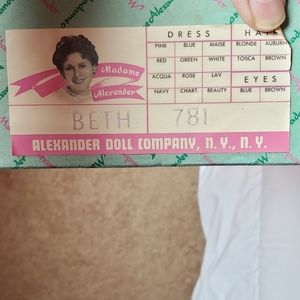 DRESS HAIR
PINK BLUE MAISE BLONDE AUBURN
RED GREEN WHITE TOSCA BROWN
ACQUA ROSE LAV EYES
NAVY CHART. BEAUTY BLUE BROWN
Madame
Alexander
BETH 781
ALEXANDER DOLL COMPANY, N. Y., N. Y.